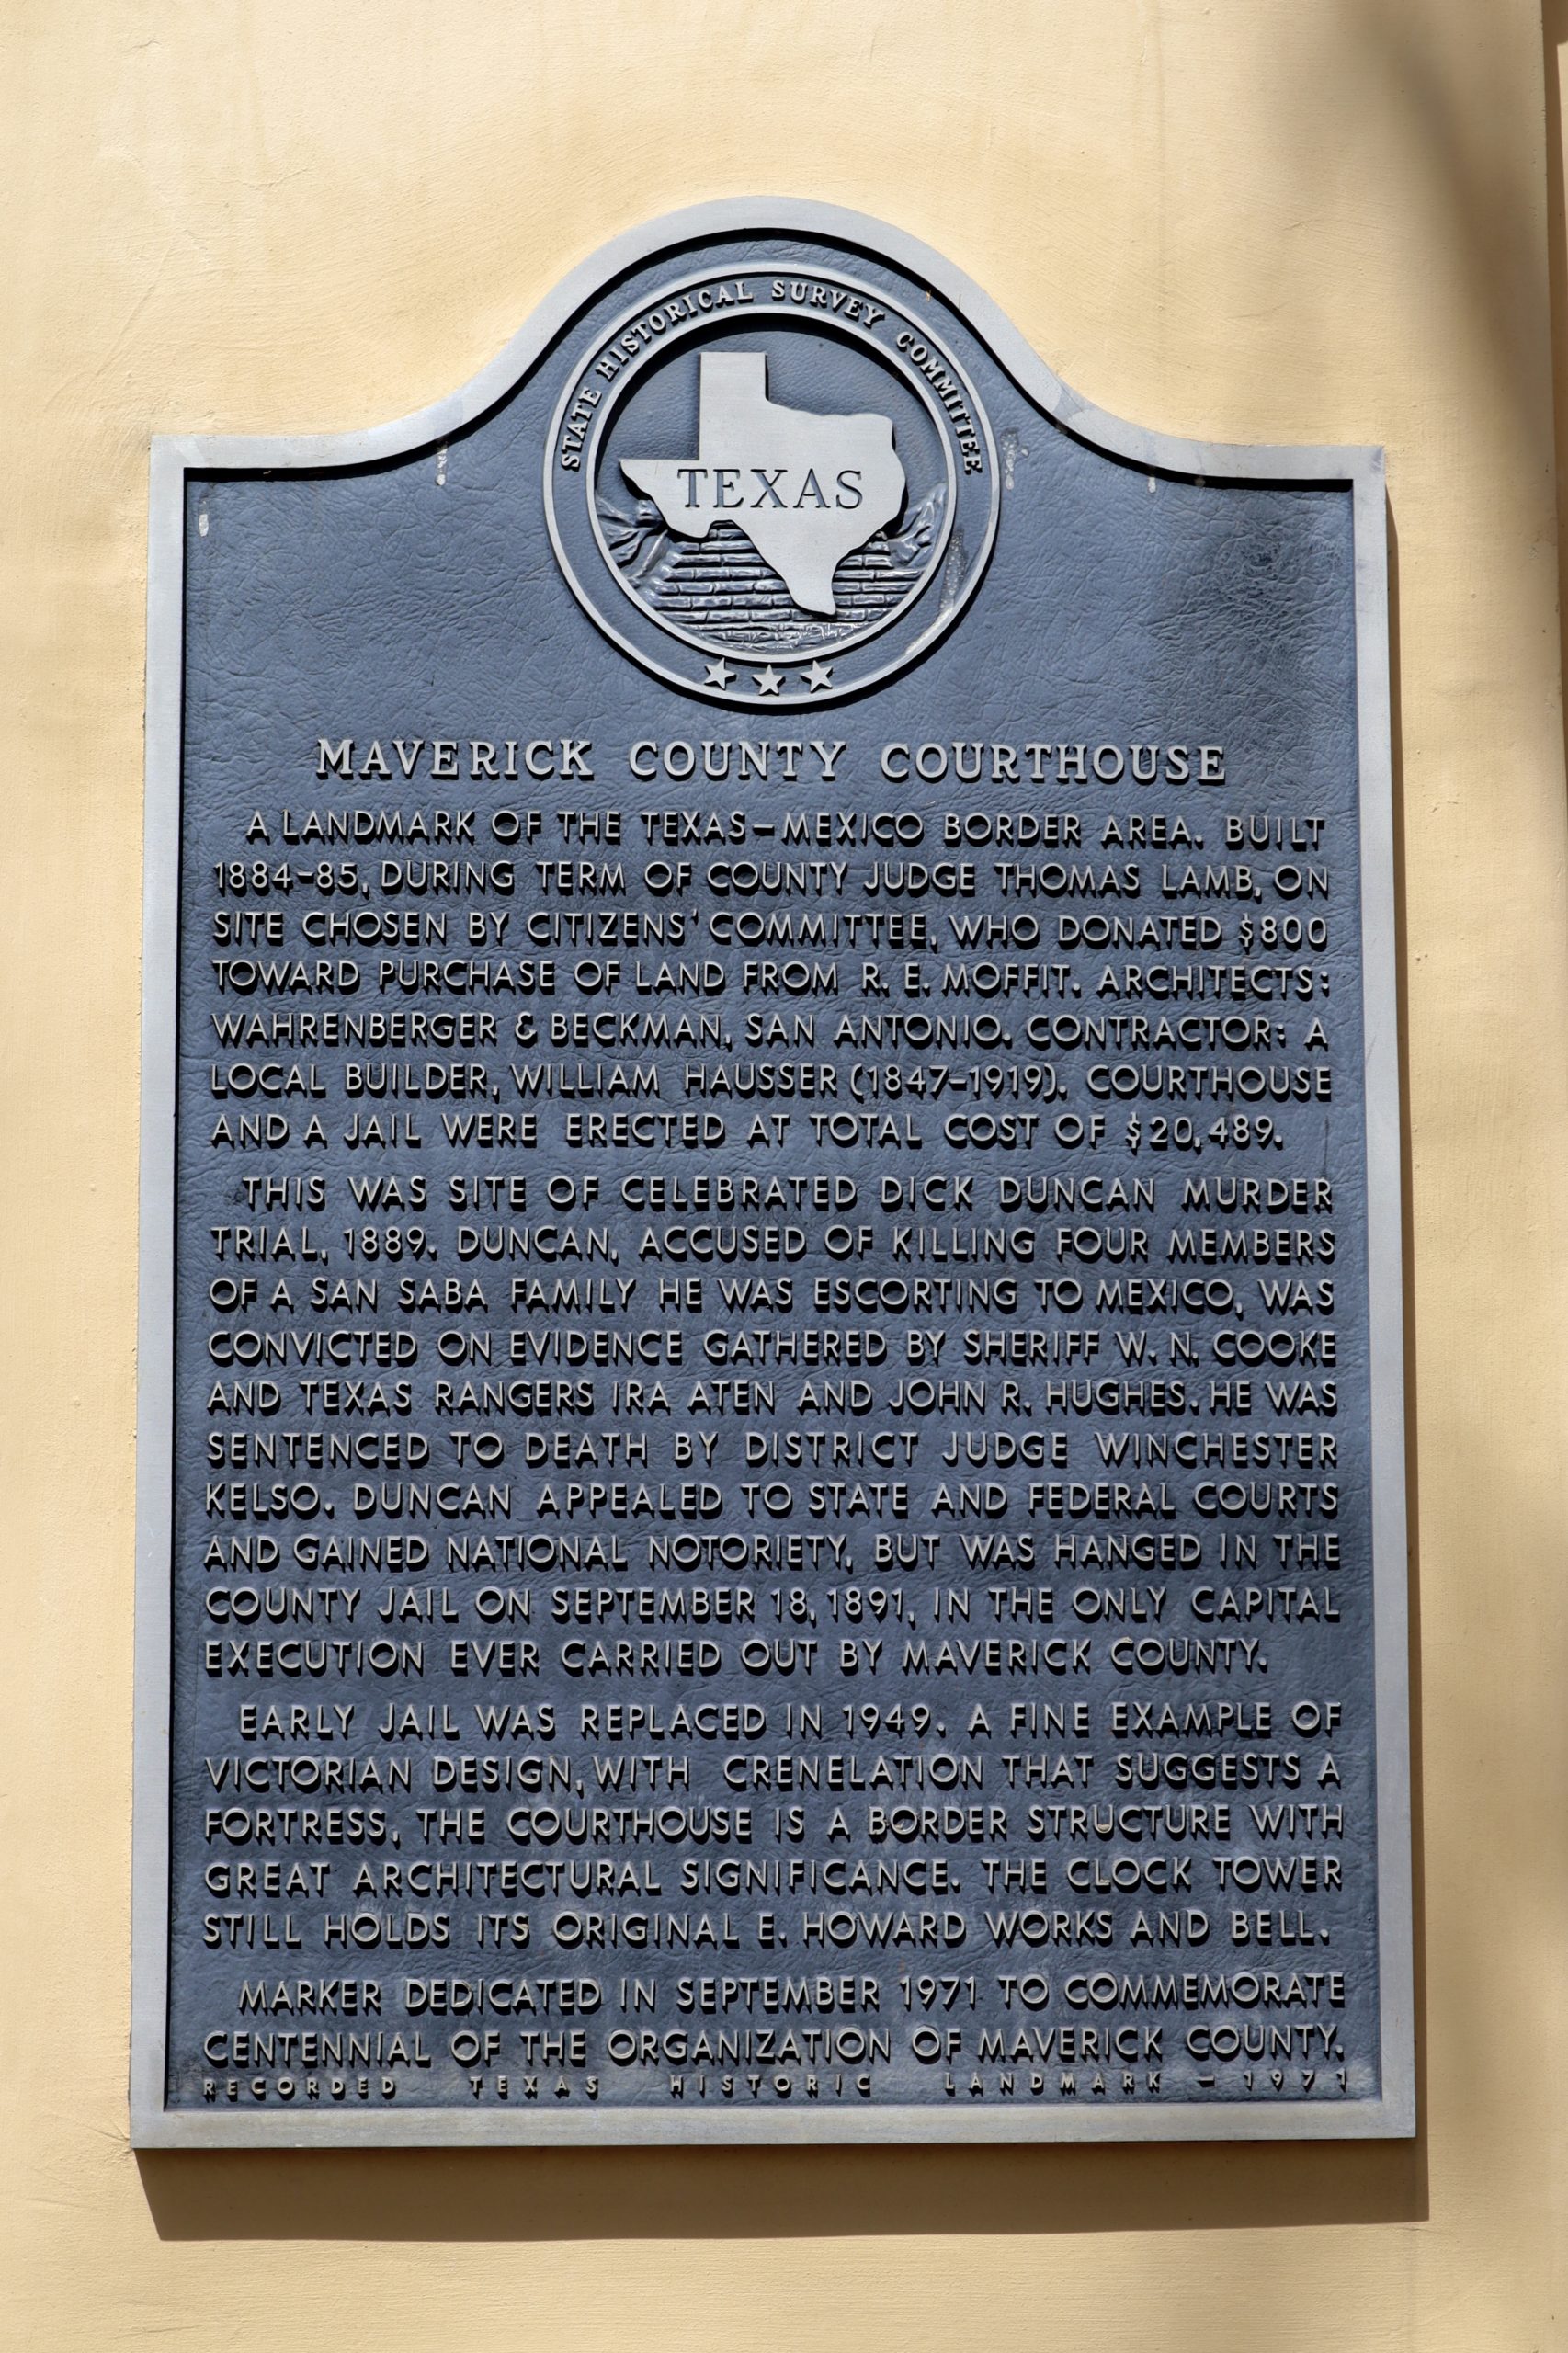 STATE HISTORICAL SURVEY COMMITTEE
TEXAS
MAVERICK COUNTY COURTHOUSE
A LANDMARK OF THE TEXAS-MEXICO BORDER AREA. BUILT
1884-85, DURING TERM OF COUNTY JUDGE THOMAS LAMB, ON
SITE CHOSEN BY CITIZENS' COMMITTEE, WHO DONATED $800
TOWARD PURCHASE OF LAND FROM R. E. MOFFIT. ARCHITECTS:
WAHRENBERGER & BECKMAN, SAN ANTONIO. CONTRACTOR: A
LOCAL BUILDER, WILLIAM HAUSSER (1847-1919). COURTHOUSE
AND A JAIL WERE ERECTED AT TOTAL COST OF $20,489.
THIS WAS SITE OF CELEBRATED DICK DUNCAN MURDER
TRIAL, 1889. DUNCAN, ACCUSED OF KILLING FOUR MEMBERS
OF A SAN SABA FAMILY HE WAS ESCORTING TO MEXICO, WAS
CONVICTED ON EVIDENCE GATHERED BY SHERIFF W. N. COOKE
AND TEXAS RANGERS IRA ATEN AND JOHN R. HUGHES. HE WAS
SENTENCED TO DEATH BY DISTRICT JUDGE WINCHESTER
KELSO. DUNCAN APPEALED TO STATE AND FEDERAL COURTS
AND GAINED NATIONAL NOTORIETY, BUT WAS HANGED IN THE
COUNTY JAIL ON SEPTEMBER 18, 1891, IN THE ONLY CAPITAL
EXECUTION EVER CARRIED OUT BY MAVERICK COUNTY.
EARLY JAIL WAS REPLACED IN 1949. A FINE EXAMPLE OF
VICTORIAN DESIGN, WITH CRENELATION THAT SUGGESTS A
FORTRESS, THE COURTHOUSE IS A BORDER STRUCTURE WITH
GREAT ARCHITECTURAL SIGNIFICANCE. THE CLOCK TOWER
STILL HOLDS ITS ORIGINAL E. HOWARD WORKS AND BELL.
MARKER DEDICATED IN SEPTEMBER 1971 TO COMMEMORATE
CENTENNIAL OF THE ORGANIZATION OF MAVERICK COUNTY.
RECORDED TEXAS HISTORIC LANDMARK - 1971